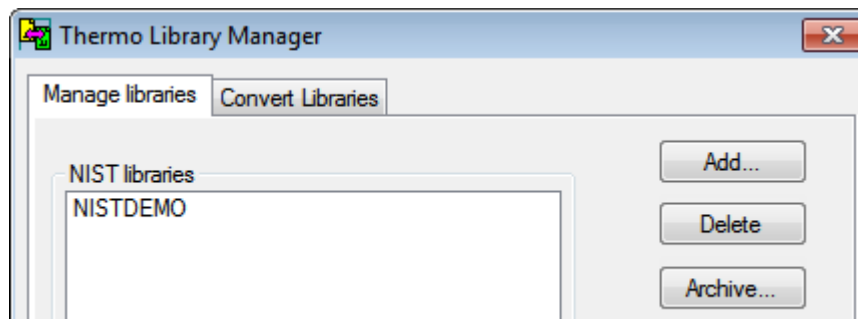 Thermo Library Manager
Manage libraries
Convert Libraries
NIST libraries
NISTDEMO
Add...
Delete
Archive...